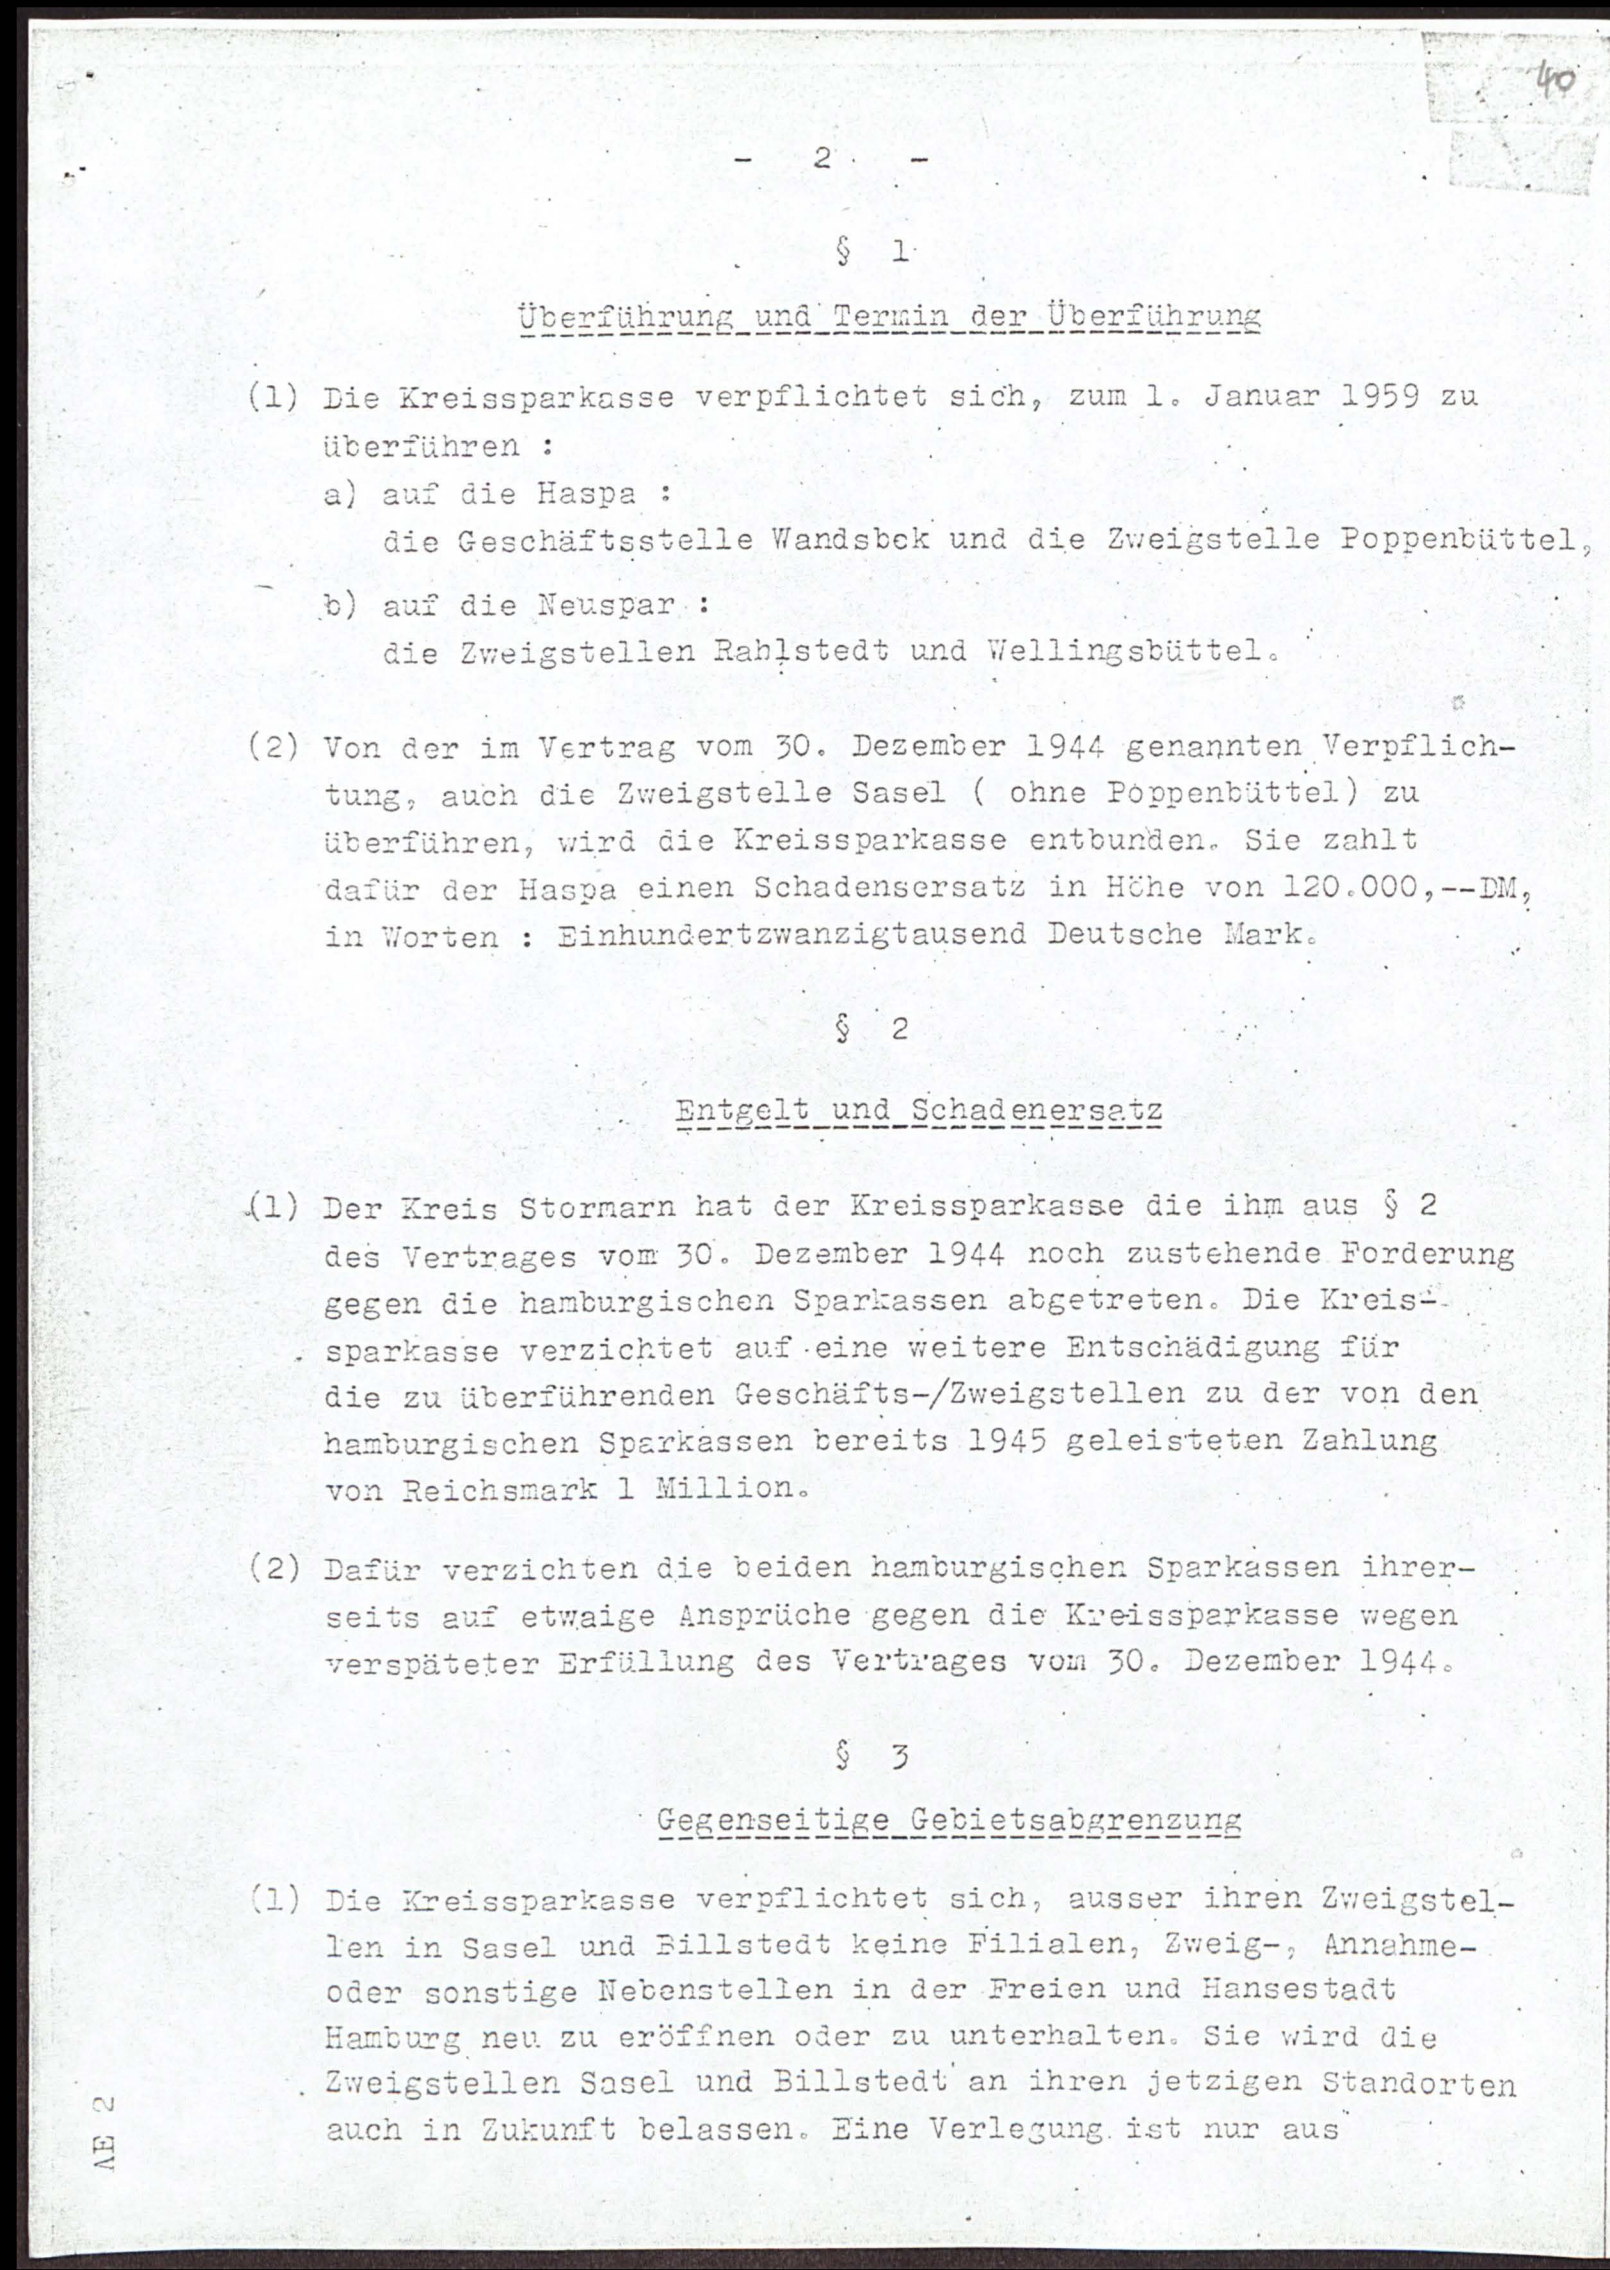 40
- 2 -
§ 1
Überführung und Termin der Überführung
(1) Die Kreissparkasse verpflichtet sich, zum 1. Januar 1959 zu
überführen :
a) auf die Haspa :
die Geschäftsstelle Wandsbek und die Zweigstelle Poppenbüttel,
b) auf die Neuspar :
die Zweigstellen Rahlstedt und Wellingsbüttel.
(2) Von der im Vertrag vom 30. Dezember 1944 genannten Verpflich-
tung, auch die Zweigstelle Sasel ( ohne Poppenbüttel) zu
überführen, wird die Kreissparkasse entbunden. Sie zahlt
dafür der Haspa einen Schadensersatz in Höhe von 120.000,--DM,
in Worten : Einhundertzwanzigtausend Deutsche Mark.
§ 2
Entgelt und Schadenersatz
(1) Der Kreis Stormarn hat der Kreissparkasse die ihm aus § 2
des Vertrages vom 30. Dezember 1944 noch zustehende Forderung
gegen die hamburgischen Sparkassen abgetreten. Die Kreis-
sparkasse verzichtet auf eine weitere Entschädigung für
die zu überführenden Geschäfts-/Zweigstellen zu der von den
hamburgischen Sparkassen bereits 1945 geleisteten Zahlung
von Reichsmark 1 Million.
(2) Dafür verzichten die beiden hamburgischen Sparkassen ihrer-
seits auf etwaige Ansprüche gegen die Kreissparkasse wegen
verspäteter Erfüllung des Vertrages vom 30. Dezember 1944.
§ 3
Gegenseitige Gebietsabgrenzung
(1) Die Kreissparkasse verpflichtet sich, ausser ihren Zweigstel-
len in Sasel und Billstedt keine Filialen, Zweig-, Annahme-
oder sonstige Nebenstellen in der Freien und Hansestadt
Hamburg neu zu eröffnen oder zu unterhalten. Sie wird die
Zweigstellen Sasel und Billstedt an ihren jetzigen Standorten
auch in Zukunft belassen. Eine Verlegung ist nur aus
AE 2